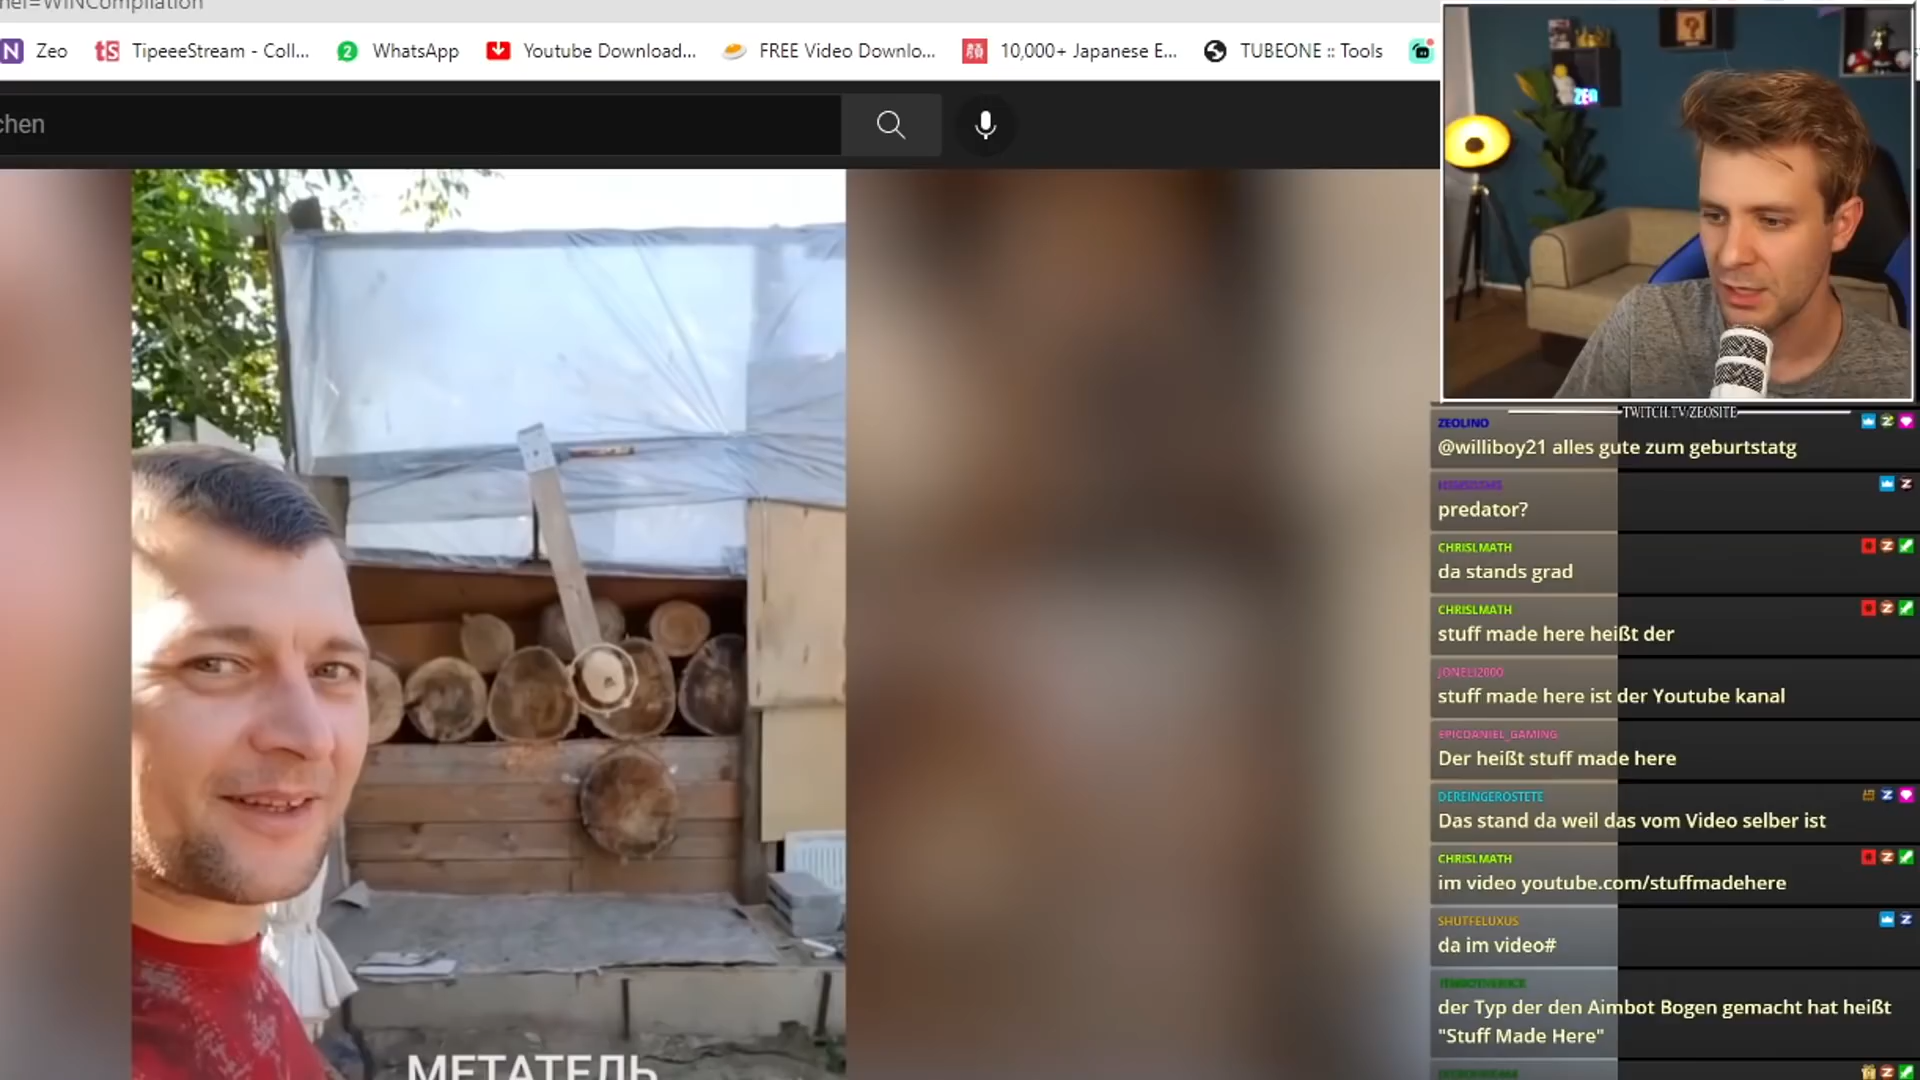 Zeo
TipeeeStream - Coll...
WhatsApp
Youtube Download...
FREE Video Downlo...
10,000+ Japanese E...
TUBEONE :: Tools
chen
ZEO
TWITCH.TV/ZEOSITE
ZEOLINO
@williboy21 alles gute zum geburtstatg
predator?
CHRISLMATH
da stands grad
CHRISLMATH
stuff made here heißt der
JONELI2000
stuff made here ist der Youtube kanal
EPICDANIEL_GAMING
Der heißt stuff made here
DEREINGEROSTETE
Das stand da weil das vom Video selber ist
CHRISLMATH
im video youtube.com/stuffmadehere
SHUTFELUXUS
da im video#
der Typ der den Aimbot Bogen gemacht hat heißt
"Stuff Made Here"
МЕТАТЕЛЬ